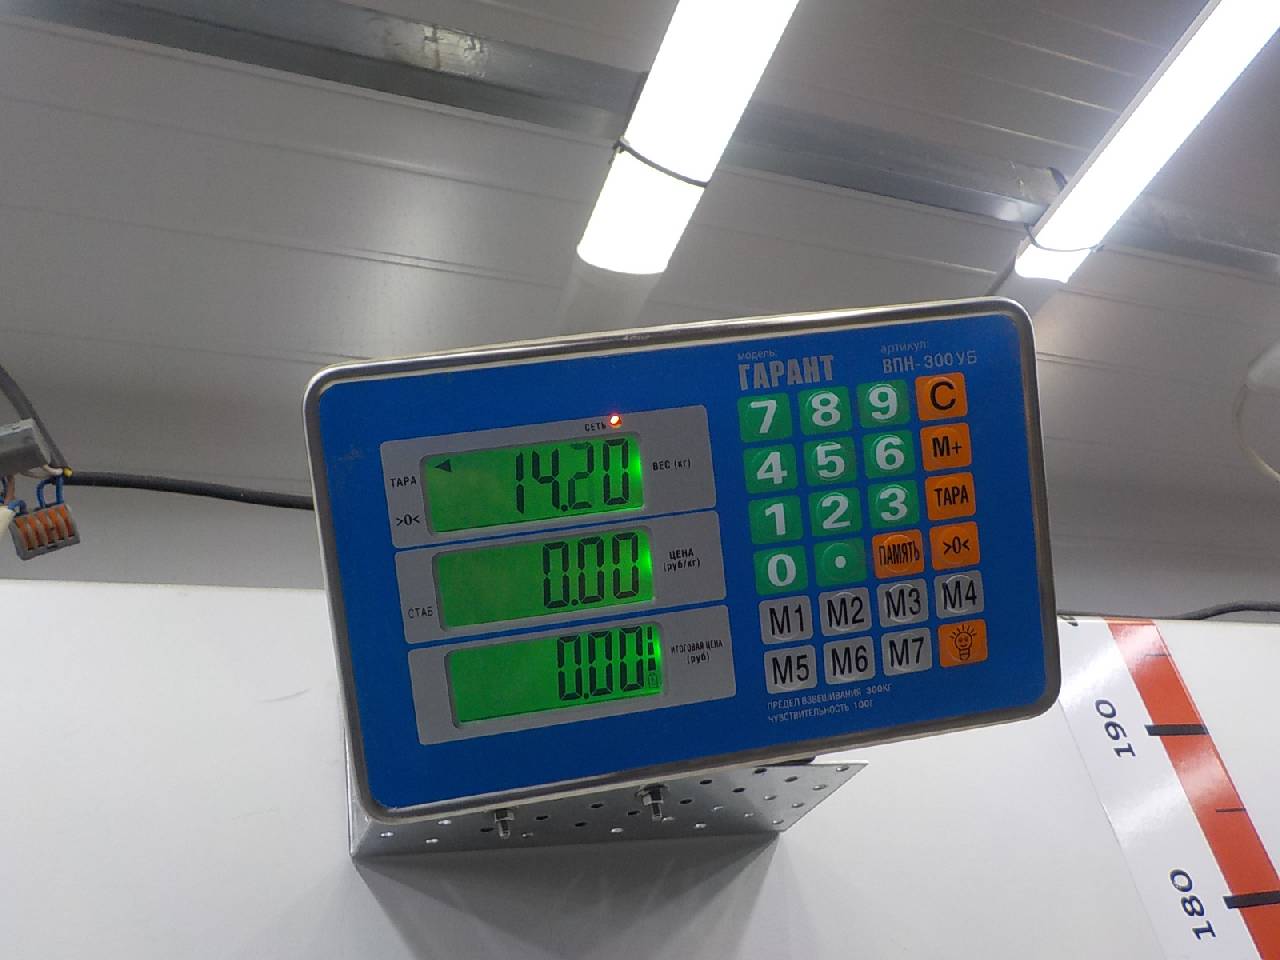 модель:
ГАРАНТ
артикул:
ВПН-300УБ
СЕТЬ
ТАРА
>0<
14.20
ВЕС (кг)
0.00
ЦЕНА
(руб/кг)
СТАБ
0.00
ИТОГОВАЯ ЦЕНА
(руб)
7 8 9 C
4 5 6 M+
1 2 3 ТАРА
0 . ПАМЯТЬ >0<
M1 M2 M3 M4
M5 M6 M7
ПРЕДЕЛ ВЗВЕШИВАНИЯ 300КГ
ЧУВСТВИТЕЛЬНОСТЬ 100Г
190
180